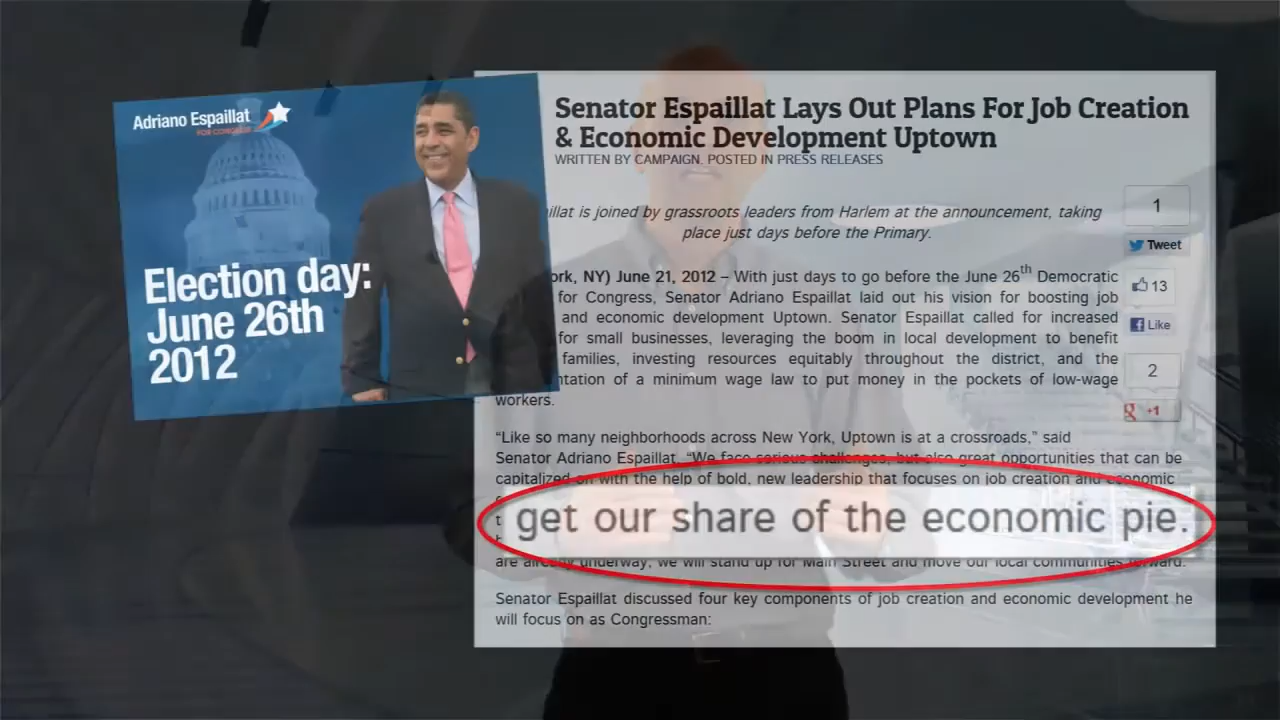 Adriano Espaillat
FOR CONGRESS
Election day:
June 26th
2012
Senator Espaillat Lays Out Plans For Job Creation
& Economic Development Uptown
WRITTEN BY CAMPAIGN. POSTED IN PRESS RELEASES
illat is joined by grassroots leaders from Harlem at the announcement, taking
place just days before the Primary.
ork, NY) June 21, 2012 – With just days to go before the June 26th Democratic
for Congress, Senator Adriano Espaillat laid out his vision for boosting job
and economic development Uptown. Senator Espaillat called for increased
for small businesses, leveraging the boom in local development to benefit
families, investing resources equitably throughout the district, and the
ntation of a minimum wage law to put money in the pockets of low-wage
workers.
1
Tweet
13
Like
2
+1
“Like so many neighborhoods across New York, Uptown is at a crossroads,” said
Senator Adriano Espaillat. “We face serious challenges, but also great opportunities that can be
capitalized on with the help of bold, new leadership that focuses on job creation and economic
get our share of the economic pie.
are already underway, we will stand up for Main Street and move our local communities forward.
Senator Espaillat discussed four key components of job creation and economic development he
will focus on as Congressman: